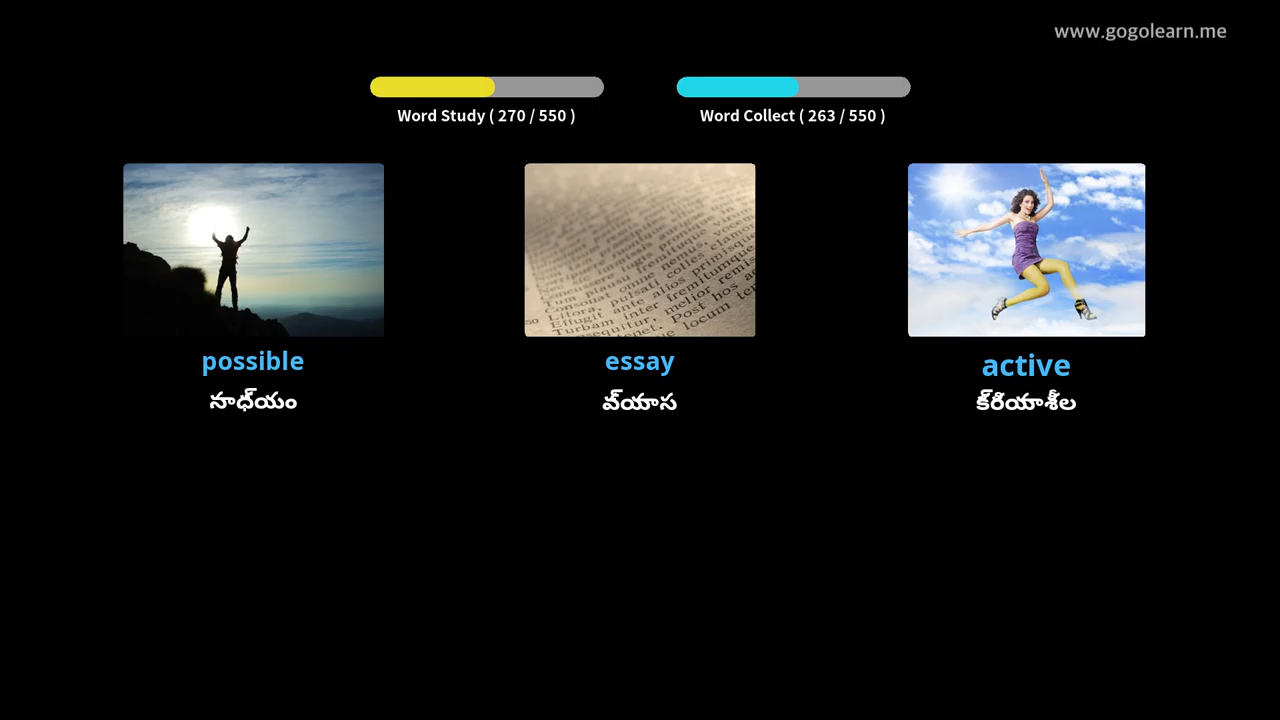 www.gogolearn.me
Word Study ( 270 / 550 )
Word Collect ( 263 / 550 )
possible
essay
active
సాధ్‌యం
వ్‌యాస
క్‌రియాశీల